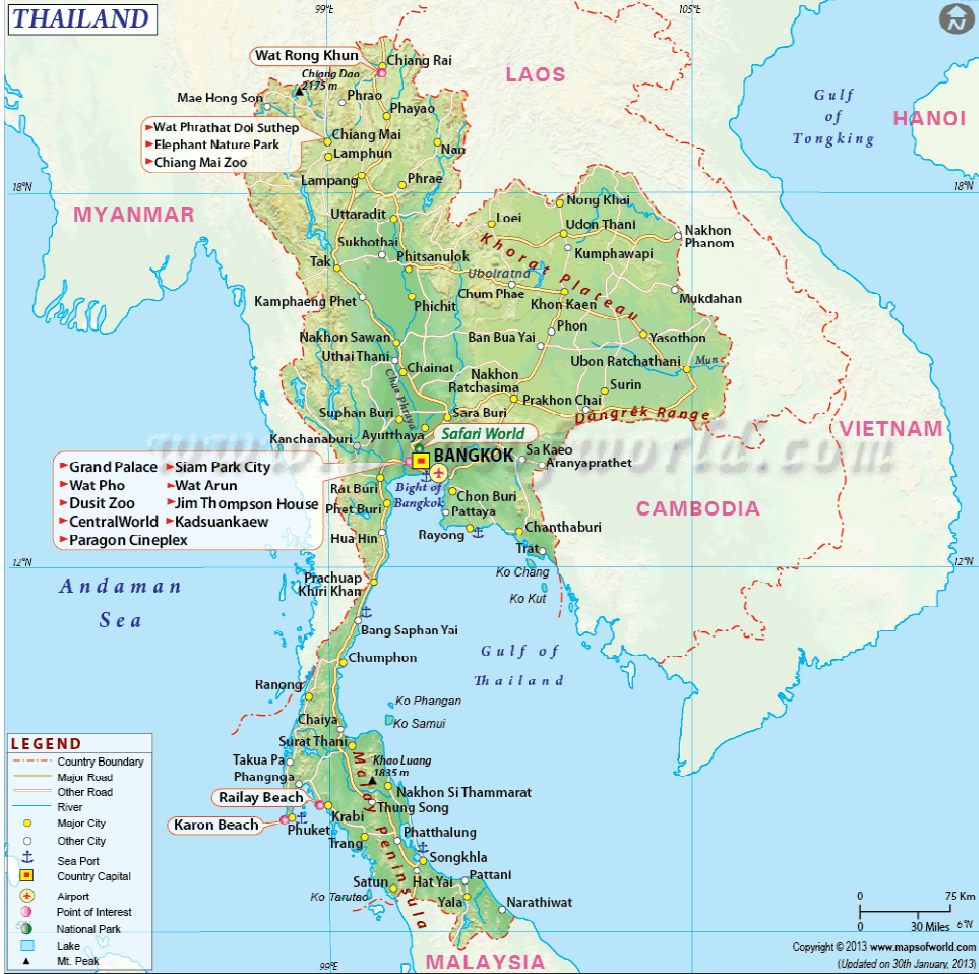 THAILAND
99°E
105°E
N
Wat Rong Khun
Chiang Rai
LAOS
Chiang Dao
2175 m
Mae Hong Son
Phrao
Phayao
Gulf
of
Tongking
HANOI
Wat Phrathat Doi Suthep
Elephant Nature Park
Chiang Mai Zoo
Chiang Mai
Lamphun
Nan
Lampang
Phrae
18°N
18°N
MYANMAR
Uttaradit
Loei
Nong Khai
Udon Thani
Nakhon
Phanom
Sukhothai
Phitsanulok
Khorat Plateau
Kumphawapi
Tak
Ubolratna
Chum Phae
Khon Kaen
Mukdahan
Kamphaeng Phet
Phichit
Nakhon Sawan
Ban Bua Yai
Phon
Yasothon
Uthai Thani
Chainat
Ubon Ratchathani
Mun
Chao Phraya
Nakhon
Ratchasima
Surin
Prakhon Chai
Suphan Buri
Sara Buri
Dangrek Range
Kanchanaburi
Ayutthaya
Safari World
VIETNAM
BANGKOK
Sa Kaeo
Aranyaprathet
Grand Palace
Siam Park City
Wat Pho
Wat Arun
Dusit Zoo
Jim Thompson House
CentralWorld
Kadsuankaew
Paragon Cineplex
Rat Buri
Bight of
Bangkok
Phet Buri
Chon Buri
Pattaya
CAMBODIA
Hua Hin
Rayong
Chanthaburi
Trat
12°N
Ko Chang
Ko Kut
Andaman
Sea
Prachuap
Khiri Khan
Bang Saphan Yai
Gulf of
Thailand
Chumphon
Ranong
Ko Phangan
Chaiya
Ko Samui
Surat Thani
Takua Pa
Khao Luang
1835 m
Phangnga
Malay Peninsula
Nakhon Si Thammarat
Railay Beach
Thung Song
Karon Beach
Krabi
Phuket
Trang
Phatthalung
Songkhla
Satun
Hat Yai
Pattani
Ko Tarutao
Yala
Narathiwat
99°E
MALAYSIA
LEGEND
Country Boundary
Major Road
Other Road
River
Major City
Other City
Sea Port
Country Capital
Airport
Point of Interest
National Park
Lake
Mt. Peak
0
75 Km
0
30 Miles
6°N
Copyright © 2013 www.mapsofworld.com
(Updated on 30th January, 2013)